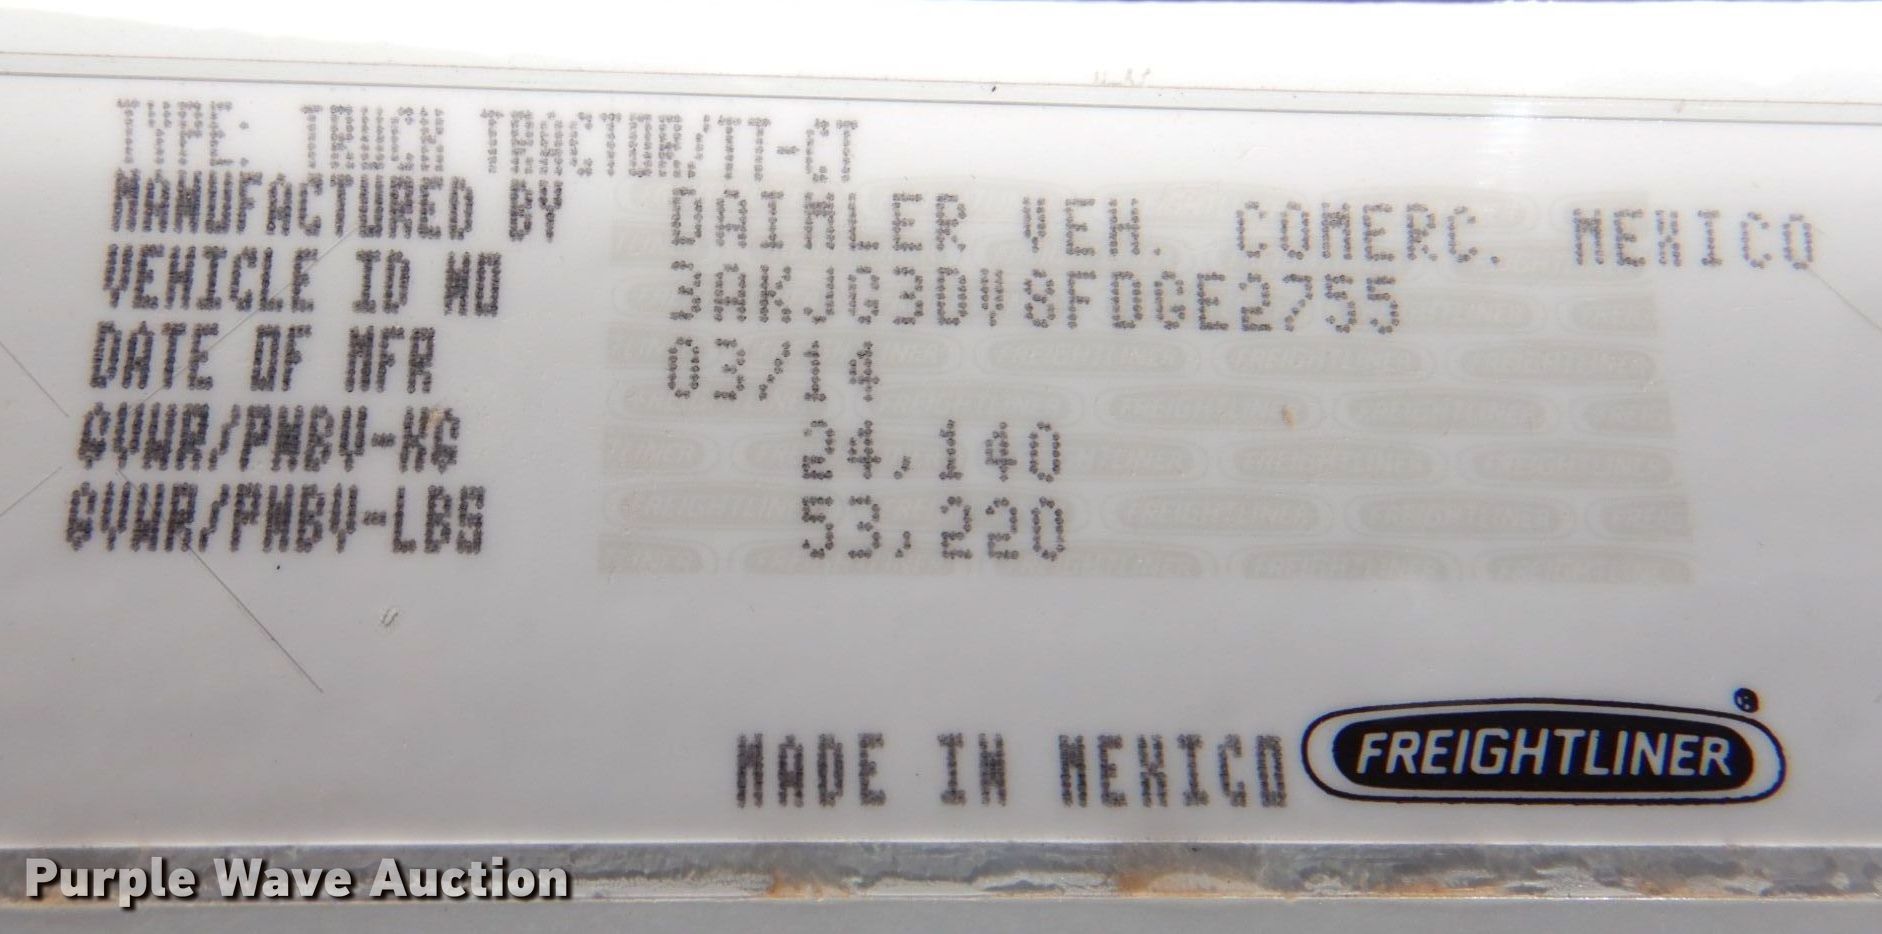 TYPE: TRUCK TRACTOR/TT-CT
MANUFACTURED BY DAIMLER VEH. COMERC. MEXICO
VEHICLE ID NO 3AKJG3DV8FDGE2755
DATE OF MFR 03/14
GVWR/PNBV-KG 24,140
GVWR/PNBV-LBS 53,220
MADE IN MEXICO FREIGHTLINER ®
Purple Wave Auction